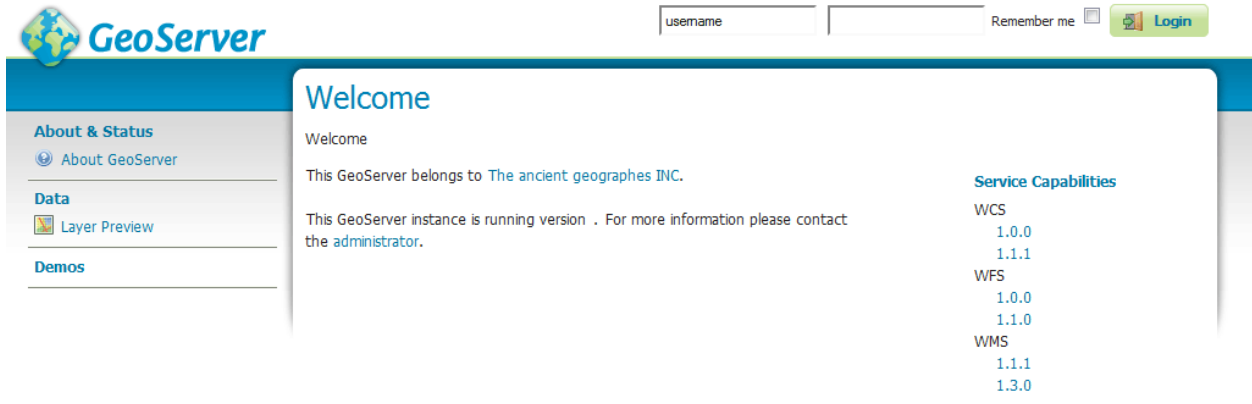 GeoServer
username
Remember me
Login
About & Status
About GeoServer
Data
Layer Preview
Demos
Welcome
Welcome
This GeoServer belongs to The ancient geographes INC.
This GeoServer instance is running version . For more information please contact
the administrator.
Service Capabilities
WCS
1.0.0
1.1.1
WFS
1.0.0
1.1.0
WMS
1.1.1
1.3.0